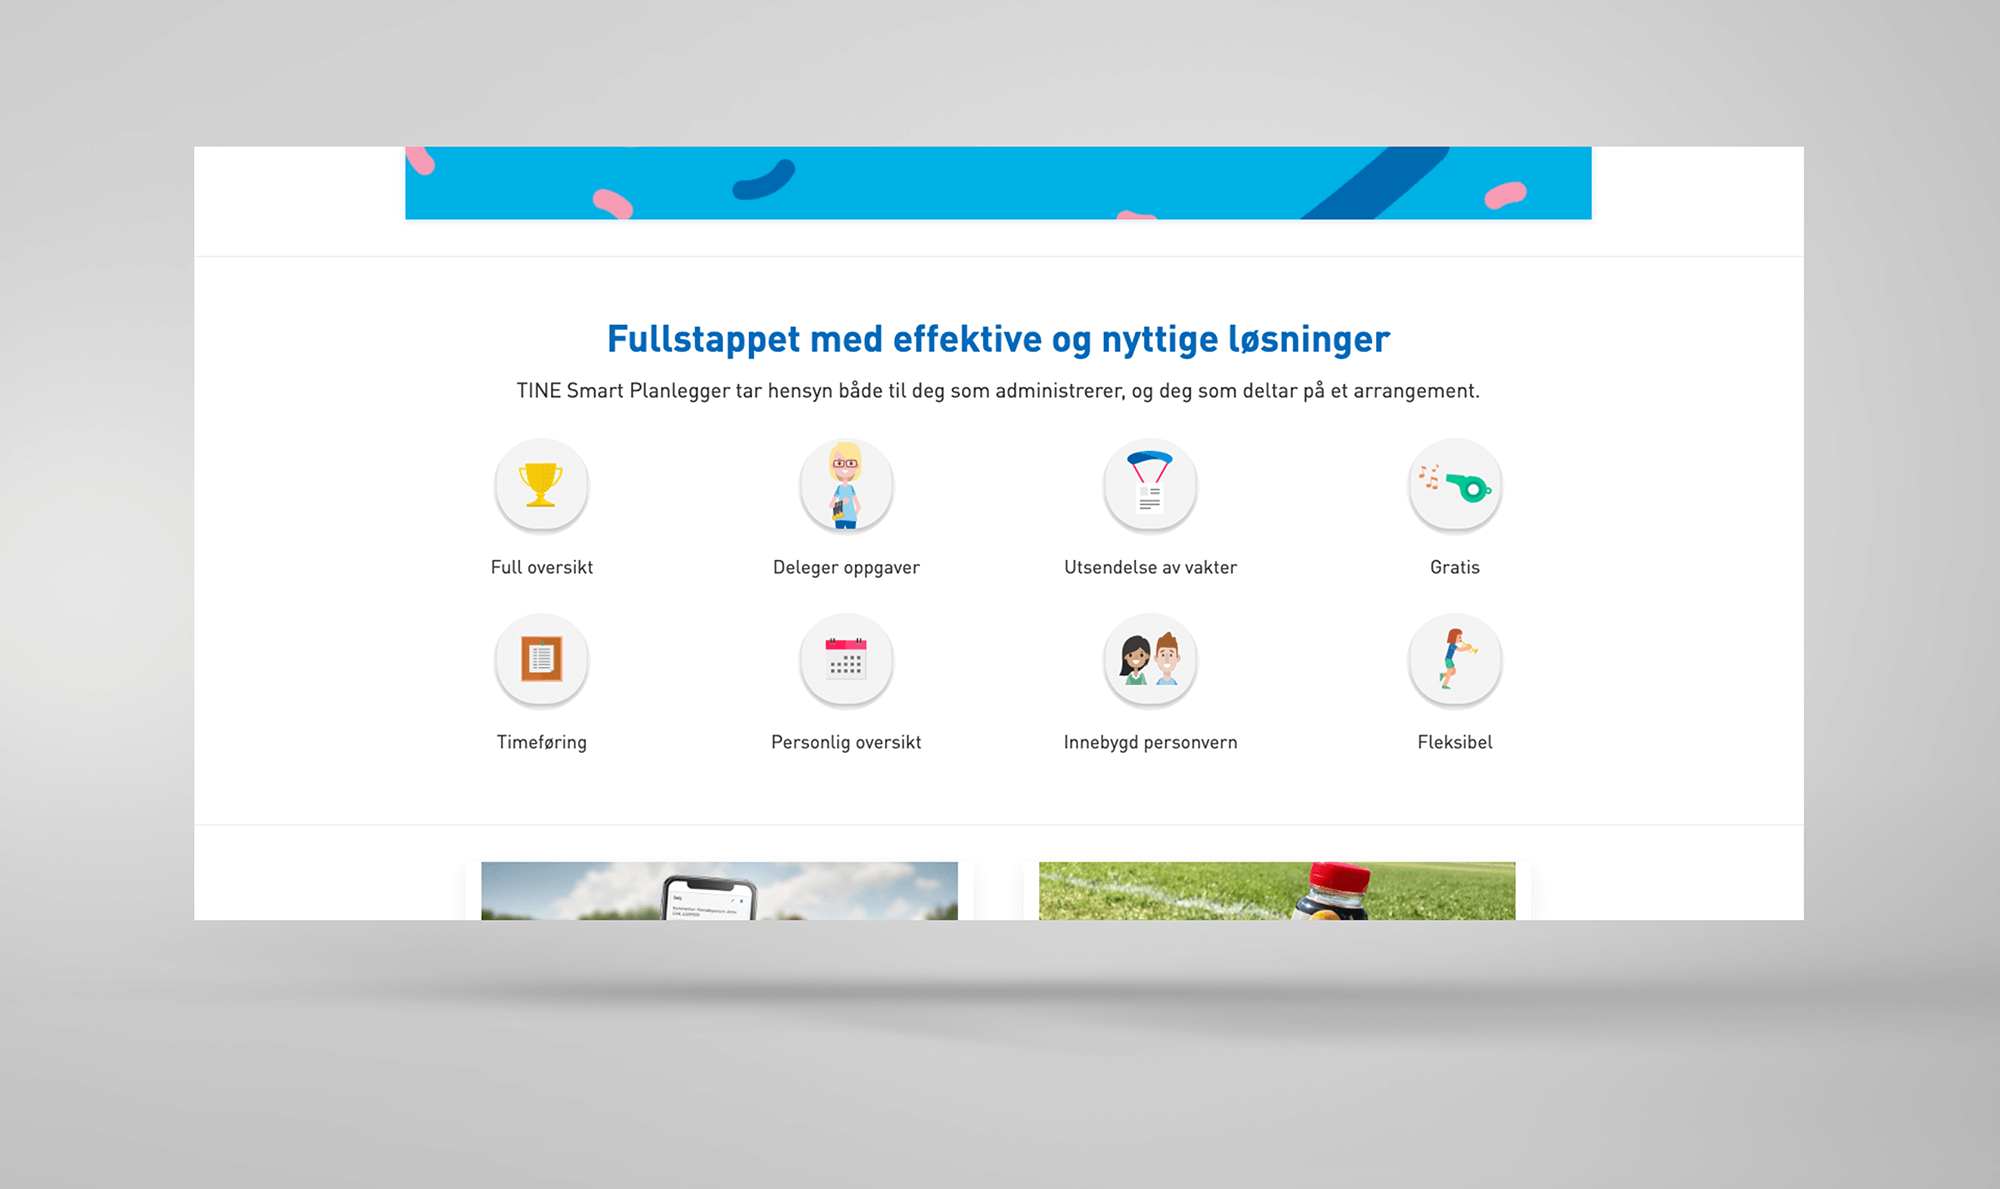 Fullstappet med effektive og nyttige løsninger
TINE Smart Planlegger tar hensyn både til deg som administrerer, og deg som deltar på et arrangement.
Full oversikt
Deleger oppgaver
Utsendelse av vakter
Gratis
Timeføring
Personlig oversikt
Innebygd personvern
Fleksibel